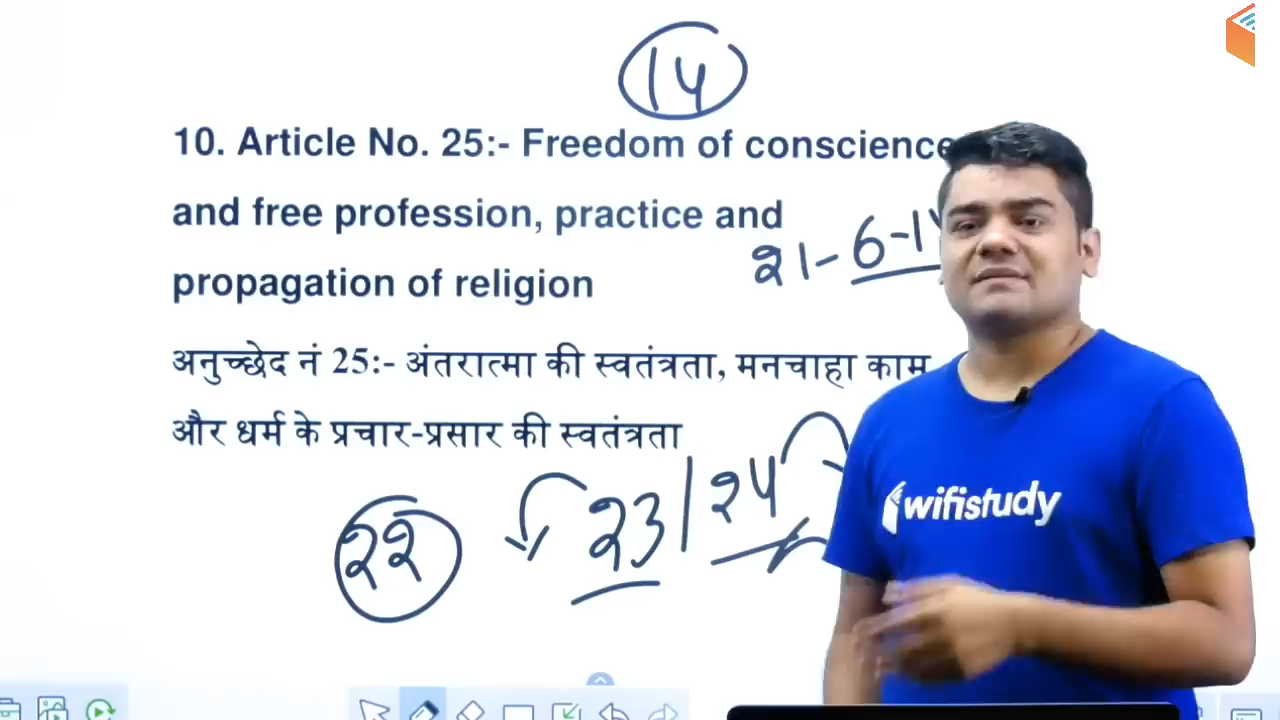 14
10. Article No. 25:- Freedom of conscience
and free profession, practice and
21-6-14
propagation of religion
अनुच्छेद नं 25:- अंतरात्मा की स्वतंत्रता, मनचाहा काम
और धर्म के प्रचार-प्रसार की स्वतंत्रता
22 23 | 24
wifistudy